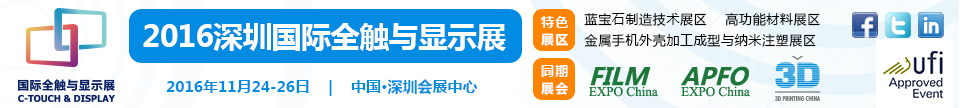 国际全触与显示展
C-TOUCH & DISPLAY
2016深圳国际全触与显示展
2016年11月24-26日 | 中国•深圳会展中心
特色
展区
蓝宝石制造技术展区 高功能材料展区
金属手机外壳加工成型与纳米注塑展区
同期
展会
FILM
EXPO China
APFO
EXPO China
3D
3D PRINTING CHINA
f
t
in
ufi
Approved
Event